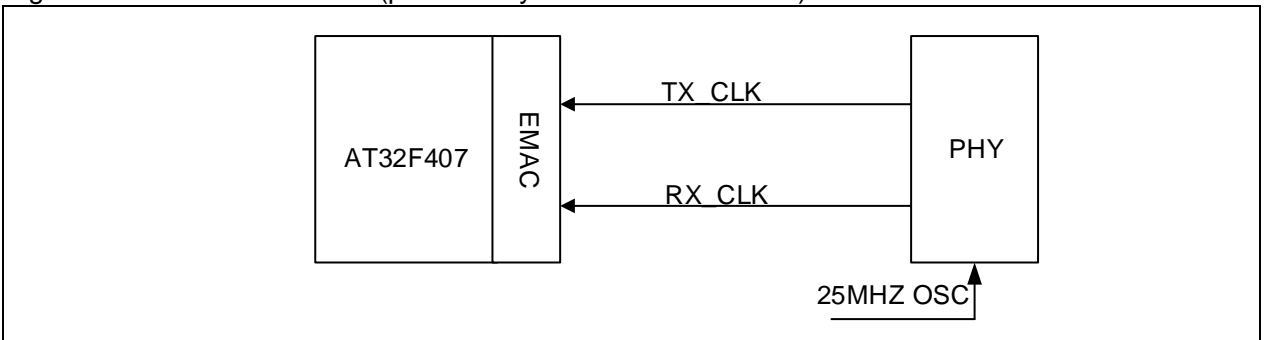 TX_CLK
EMAC
AT32F407
PHY
RX_CLK
25MHZ OSC